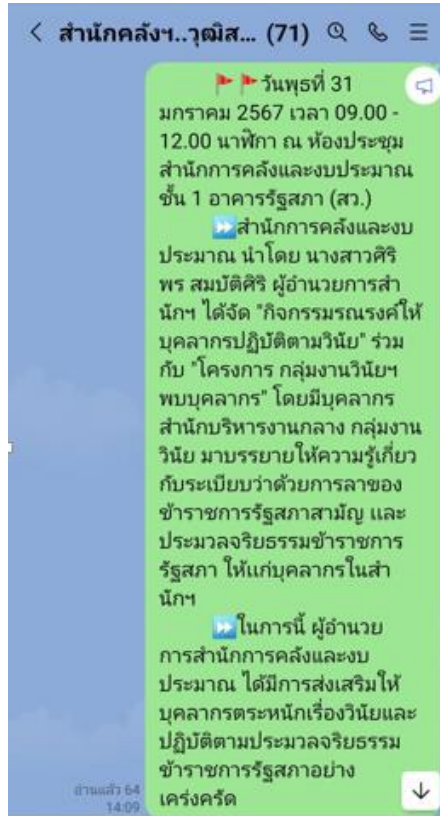 สำนักคลังฯ..วุฒิส... (71)
🚩🚩วันพุธที่ 31
มกราคม 2567 เวลา 09.00 -
12.00 นาฬิกา ณ ห้องประชุม
สำนักการคลังและงบประมาณ
ชั้น 1 อาคารรัฐสภา (สว.)
⏩สำนักการคลังและงบ
ประมาณ นำโดย นางสาวศิริ
พร สมบัติศิริ ผู้อำนวยการสำ
นักฯ ได้จัด "กิจกรรมรณรงค์ให้
บุคลากรปฏิบัติตามวินัย" ร่วม
กับ "โครงการ กลุ่มงานวินัยฯ
พบบุคลากร" โดยมีบุคลากร
สำนักบริหารงานกลาง กลุ่มงาน
วินัย มาบรรยายให้ความรู้เกี่ยว
กับระเบียบว่าด้วยการลาของ
ข้าราชการรัฐสภาสามัญ และ
ประมวลจริยธรรมข้าราชการ
รัฐสภา ให้แก่บุคลากรในสำ
นักฯ
⏩ในการนี้ ผู้อำนวย
การสำนักการคลังและงบ
ประมาณ ได้มีการส่งเสริมให้
บุคลากรตระหนักเรื่องวินัยและ
ปฏิบัติตามประมวลจริยธรรม
ข้าราชการรัฐสภาอย่าง
เคร่งครัด
อ่านแล้ว 64
14:09